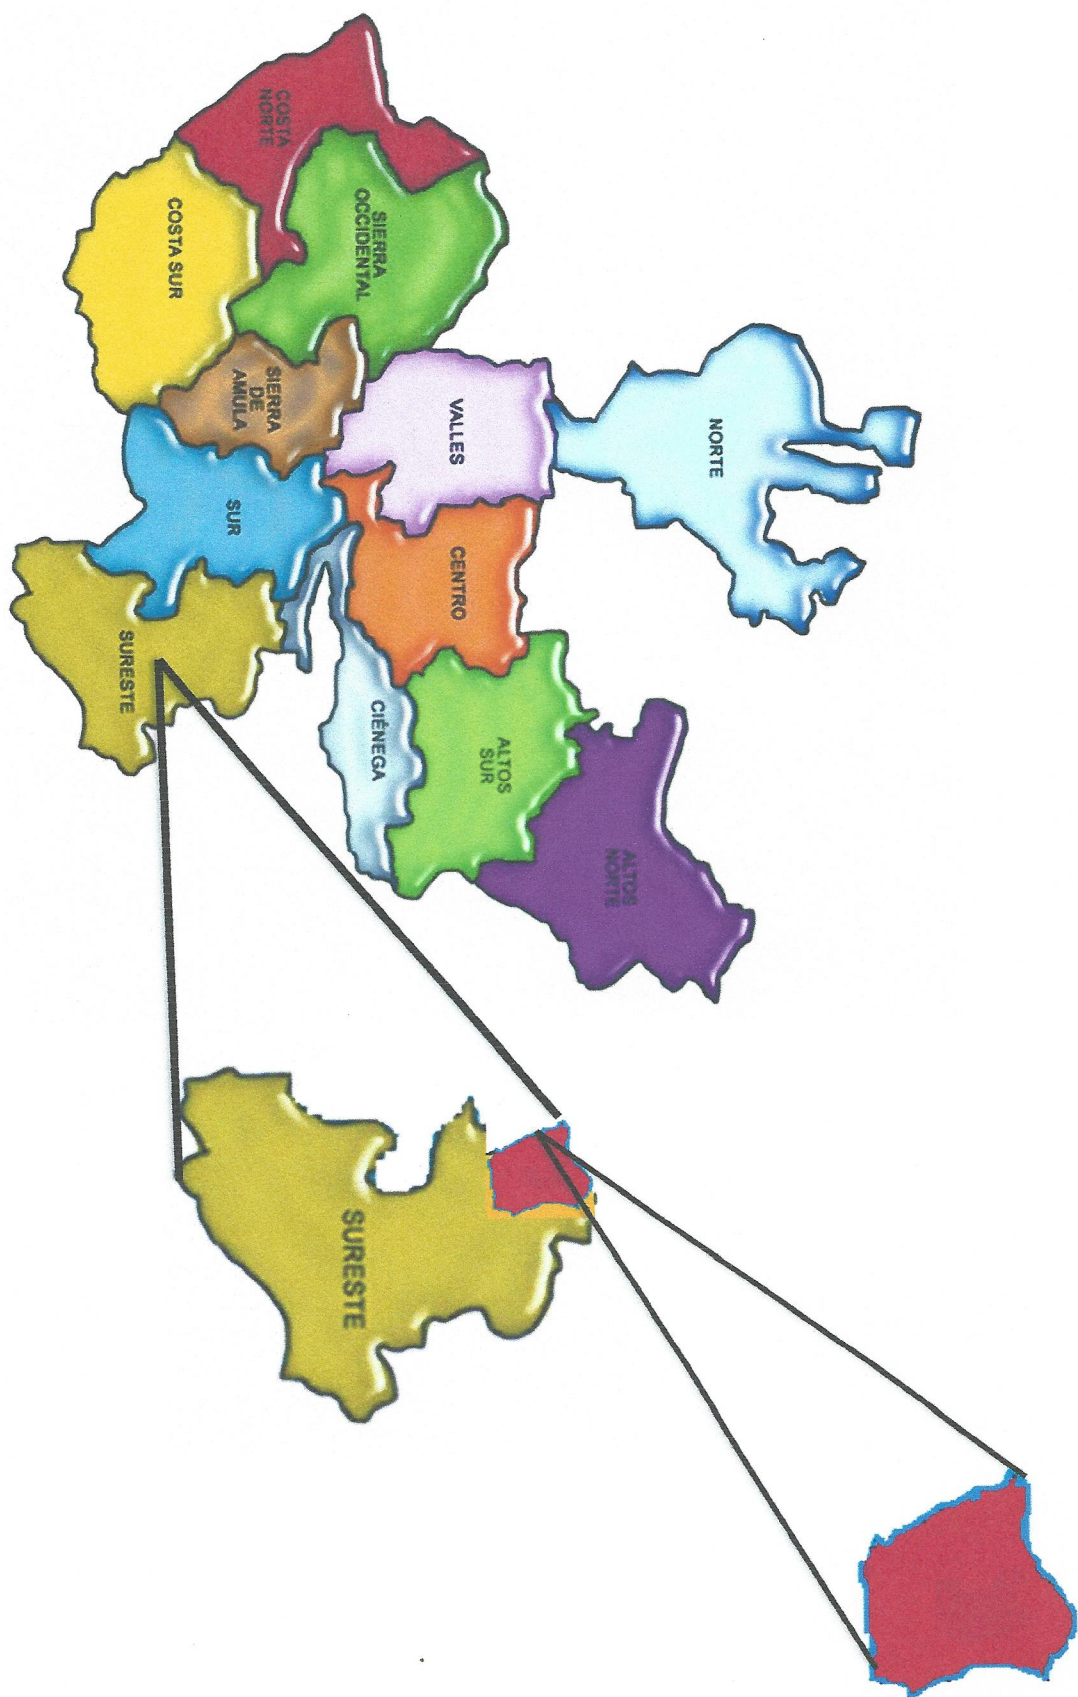 NORTE
ALTOS
NORTE
COSTA
NORTE
SIERRA
OCCIDENTAL
VALLES
CENTRO
ALTOS
SUR
CIÉNEGA
COSTA SUR
SIERRA
DE
AMULA
SUR
SURESTE
SURESTE